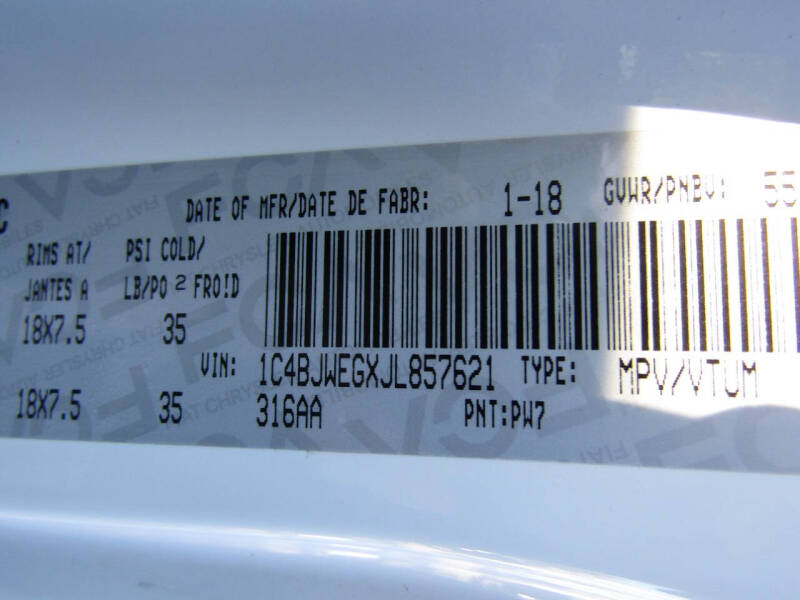 C DATE OF MFR/DATE DE FABR: 1-18 GVWR/PNBV: 55
RIMS AT/ PSI COLD/
JANTES A LB/PO 2 FROID
18X7.5 35
VIN: 1C4BJWEGXJL857621 TYPE: MPV/VTUM
18X7.5 35 316AA PNT:PW7